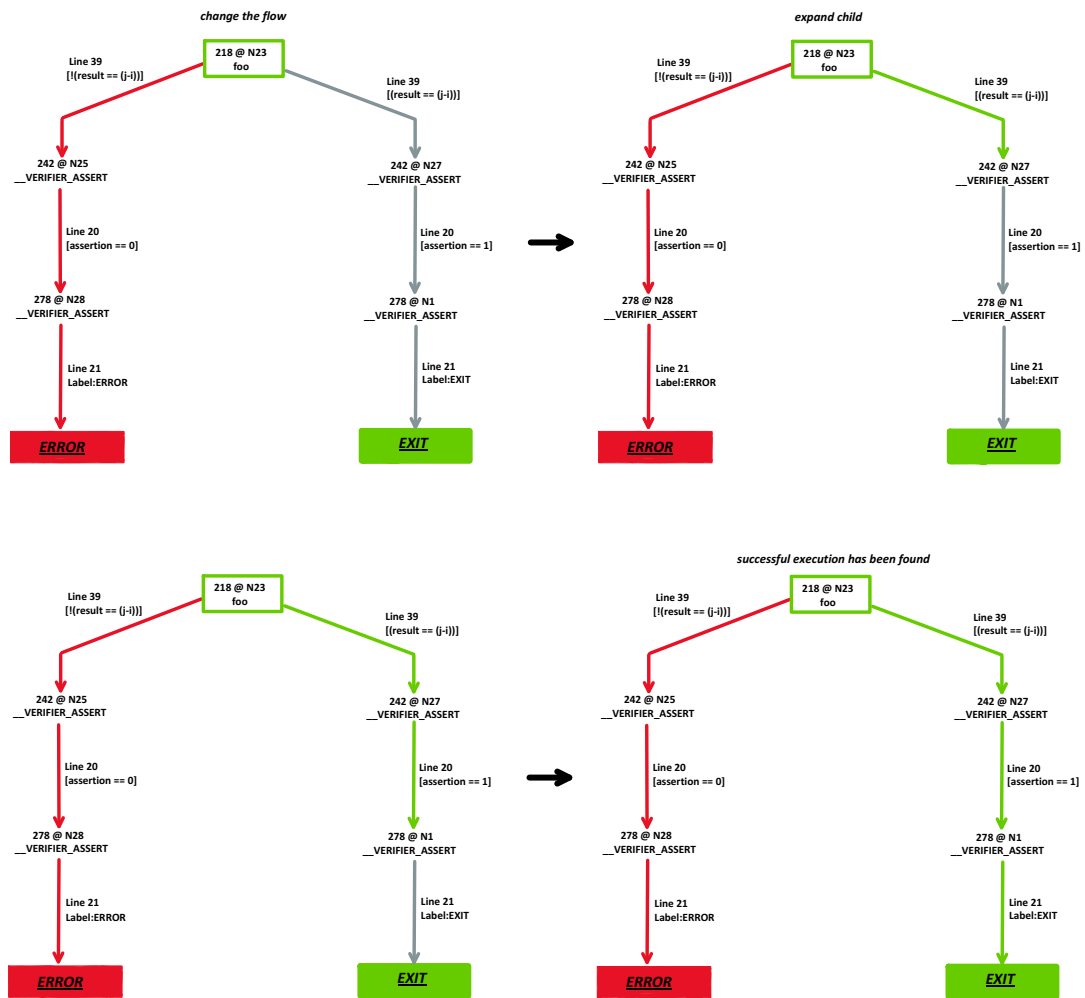 change the flow
218 @ N23
foo
Line 39
[!(result == (j-i))]
Line 39
[(result == (j-i))]
242 @ N25
__VERIFIER_ASSERT
242 @ N27
__VERIFIER_ASSERT
Line 20
[assertion == 0]
Line 20
[assertion == 1]
278 @ N28
__VERIFIER_ASSERT
278 @ N1
__VERIFIER_ASSERT
Line 21
Label:ERROR
Line 21
Label:EXIT
ERROR
EXIT
expand child
218 @ N23
foo
Line 39
[!(result == (j-i))]
Line 39
[(result == (j-i))]
242 @ N25
__VERIFIER_ASSERT
242 @ N27
__VERIFIER_ASSERT
Line 20
[assertion == 0]
Line 20
[assertion == 1]
278 @ N28
__VERIFIER_ASSERT
278 @ N1
__VERIFIER_ASSERT
Line 21
Label:ERROR
Line 21
Label:EXIT
ERROR
EXIT
218 @ N23
foo
Line 39
[!(result == (j-i))]
Line 39
[(result == (j-i))]
242 @ N25
__VERIFIER_ASSERT
242 @ N27
__VERIFIER_ASSERT
Line 20
[assertion == 0]
Line 20
[assertion == 1]
278 @ N28
__VERIFIER_ASSERT
278 @ N1
__VERIFIER_ASSERT
Line 21
Label:ERROR
Line 21
Label:EXIT
ERROR
EXIT
successful execution has been found
218 @ N23
foo
Line 39
[!(result == (j-i))]
Line 39
[(result == (j-i))]
242 @ N25
__VERIFIER_ASSERT
242 @ N27
__VERIFIER_ASSERT
Line 20
[assertion == 0]
Line 20
[assertion == 1]
278 @ N28
__VERIFIER_ASSERT
278 @ N1
__VERIFIER_ASSERT
Line 21
Label:ERROR
Line 21
Label:EXIT
ERROR
EXIT